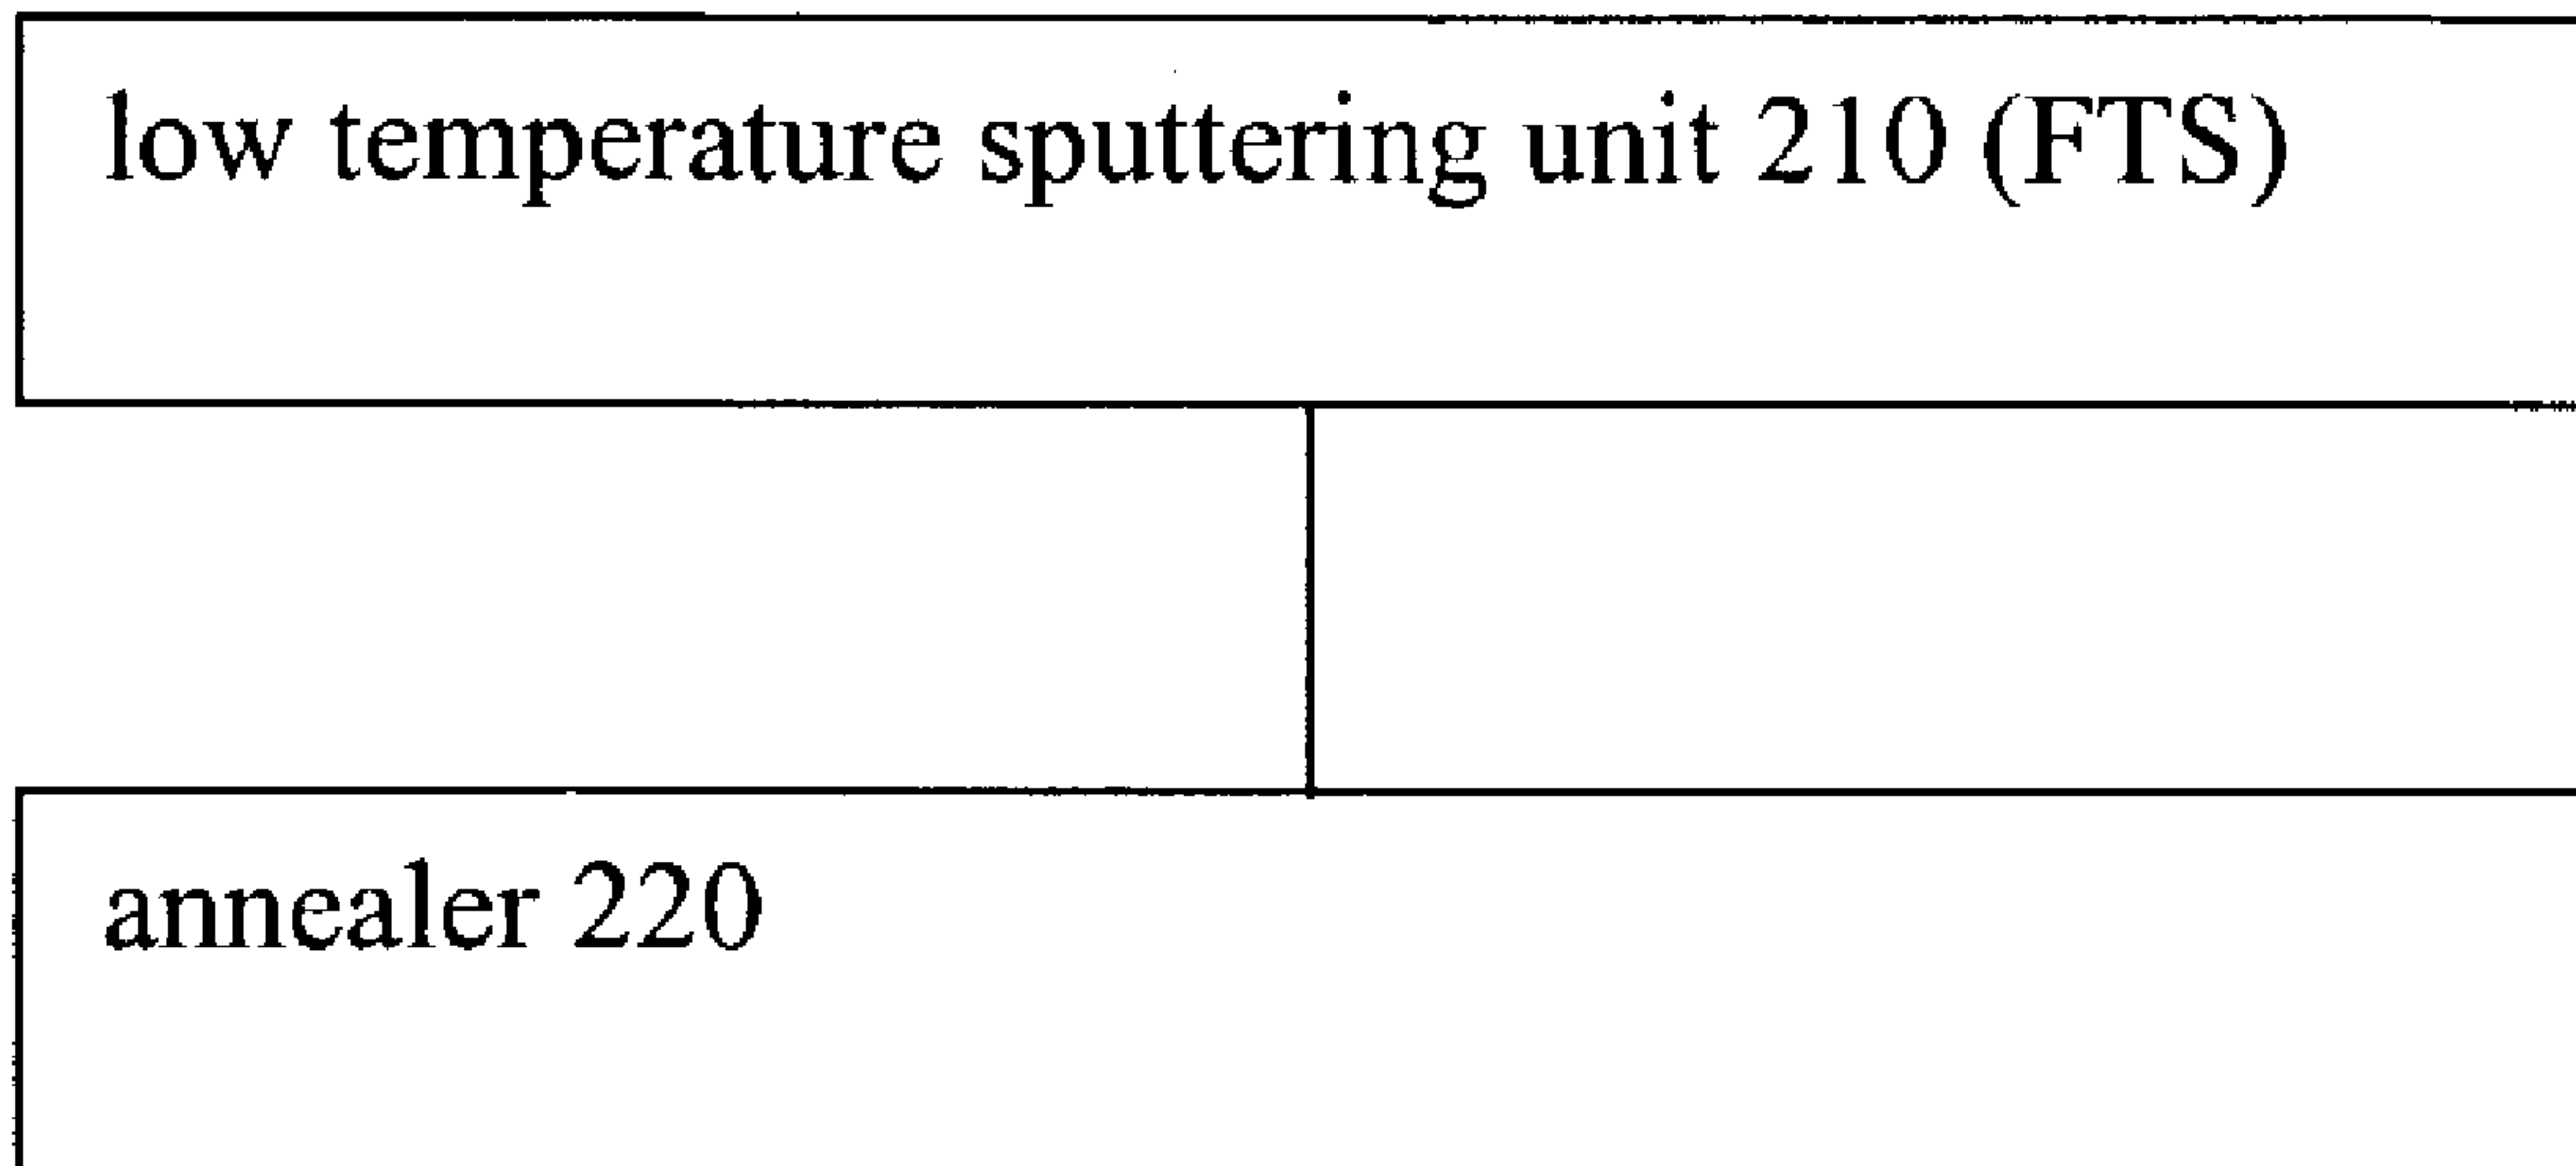 low temperature sputtering unit 210 (FTS)
annealer 220